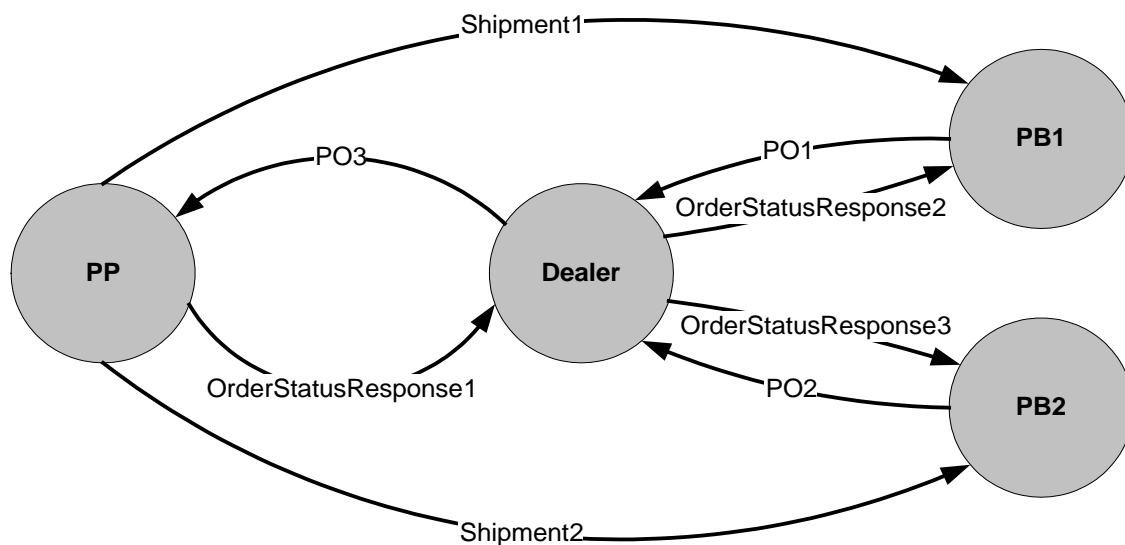 Shipment1
PB1
PO1
PO3
OrderStatusResponse2
PP
Dealer
OrderStatusResponse3
OrderStatusResponse1
PO2
PB2
Shipment2